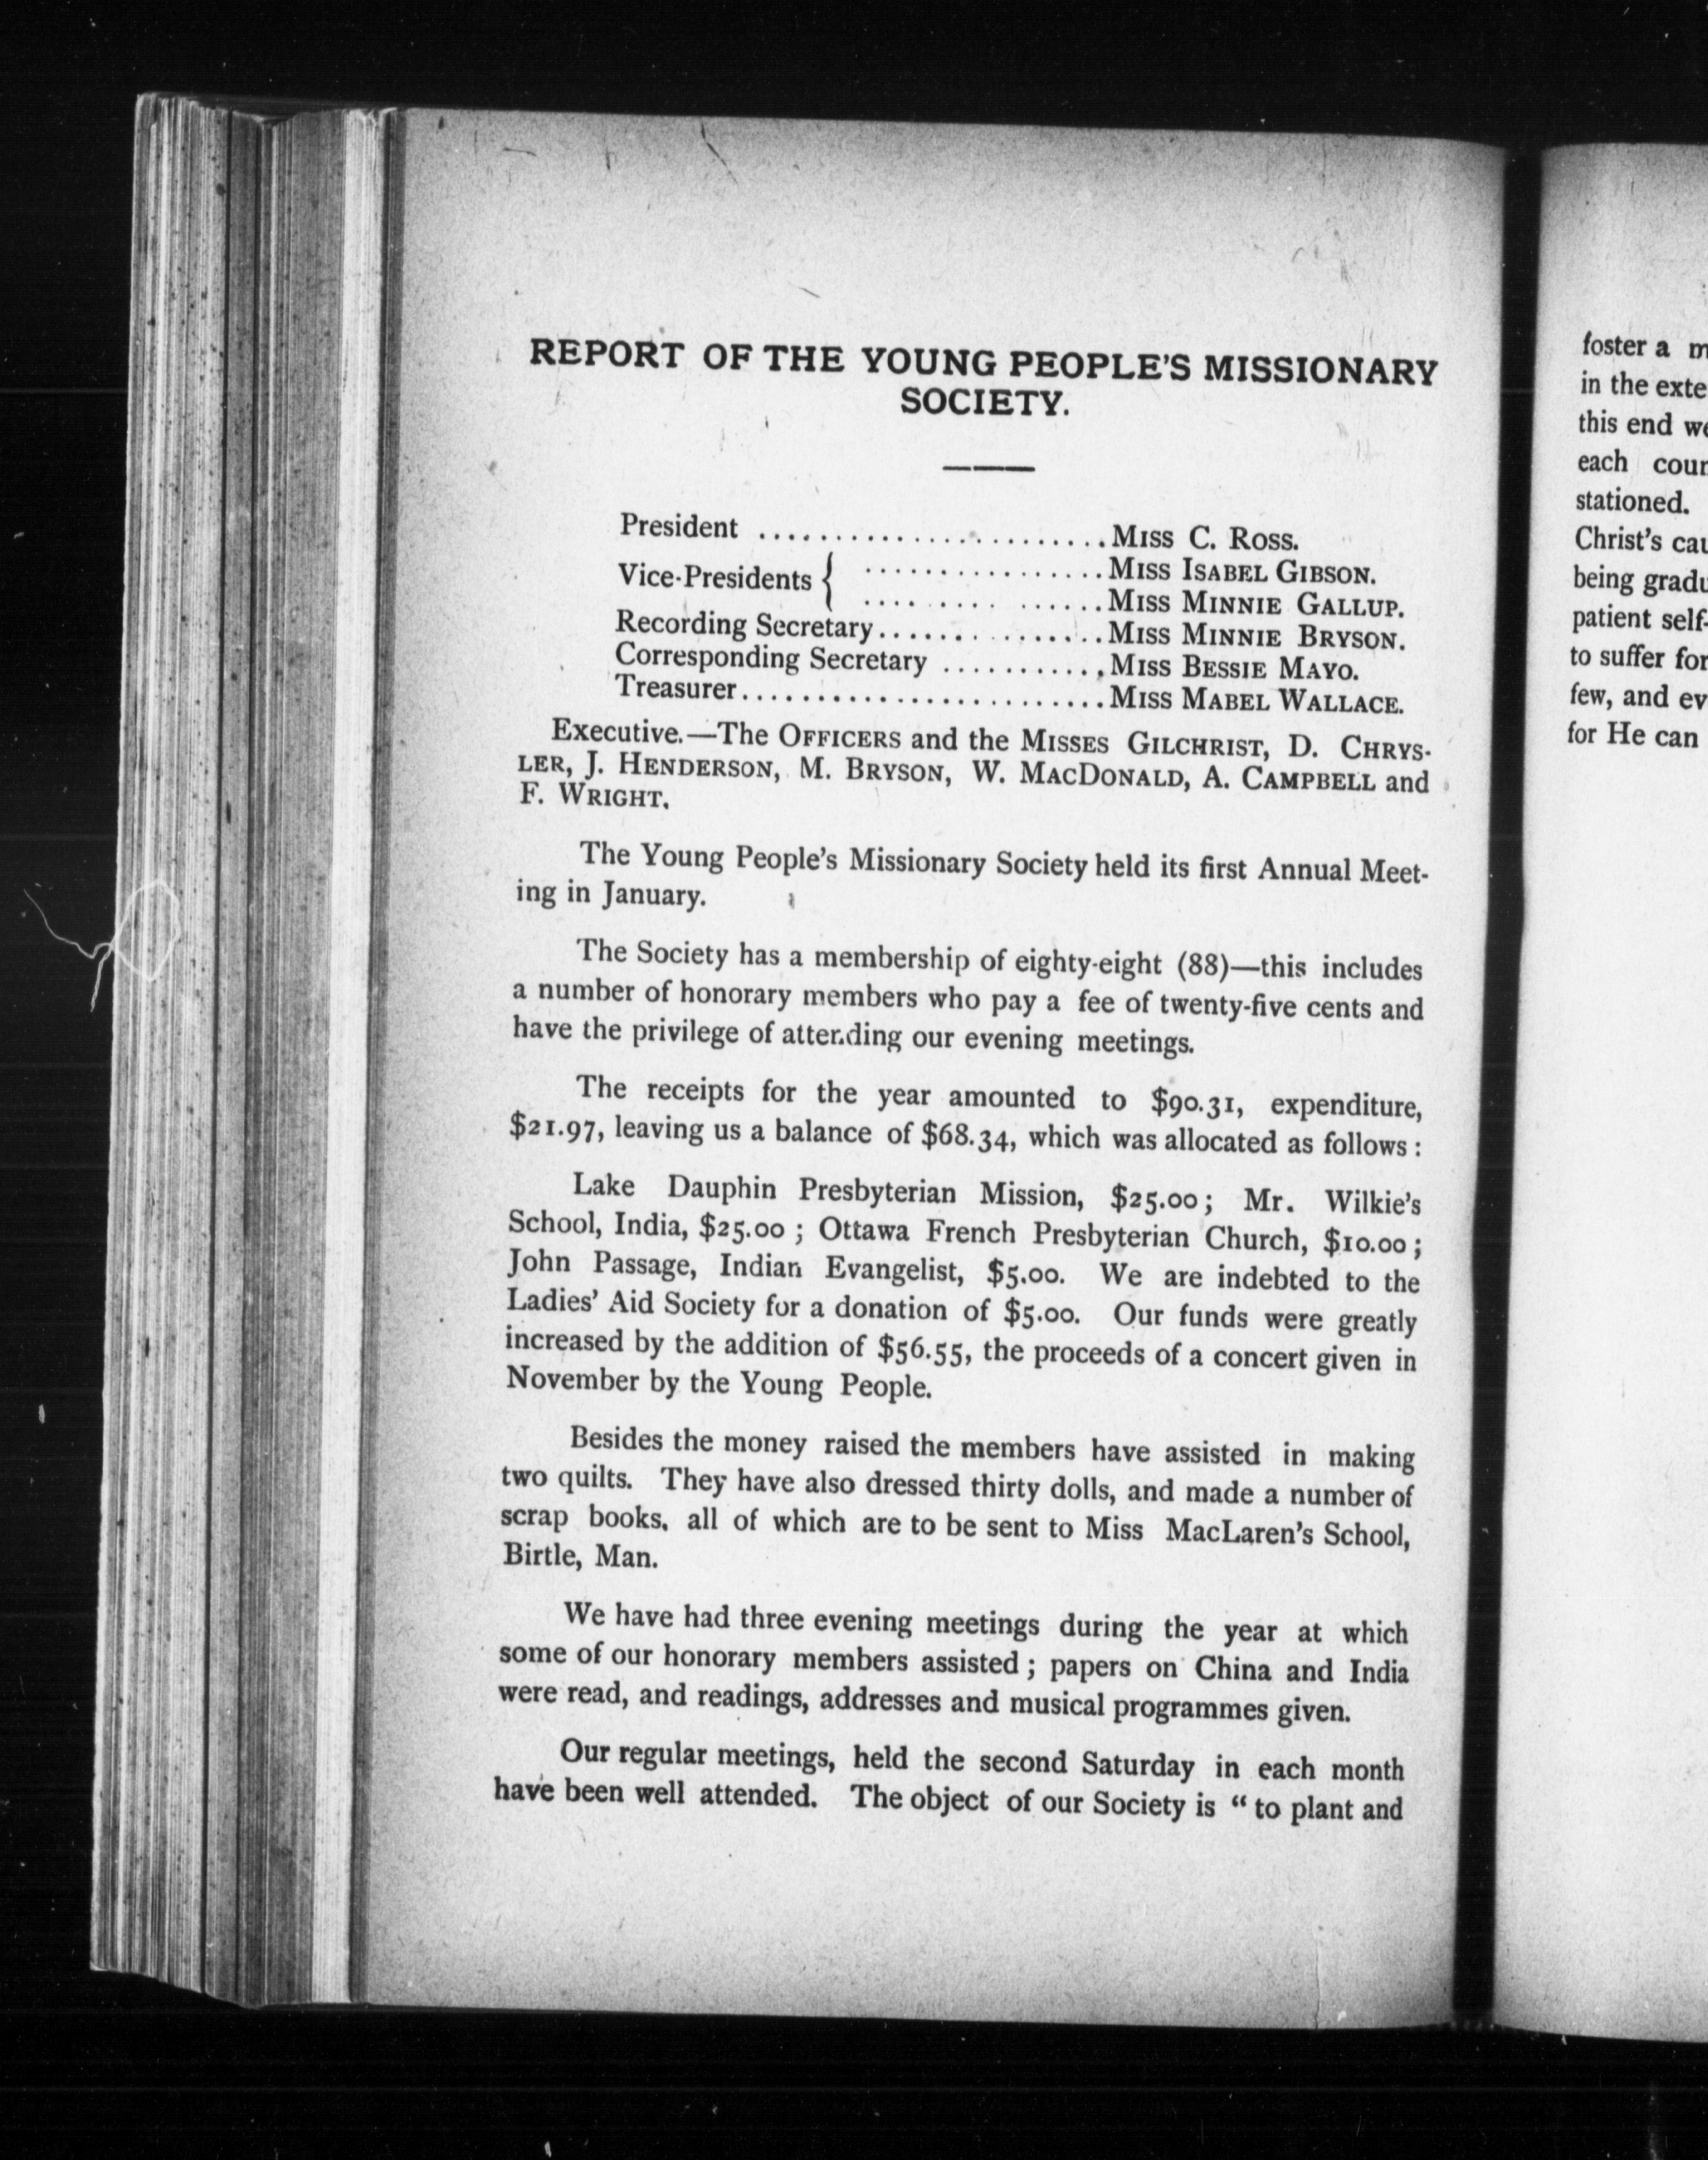 REPORT OF THE YOUNG PEOPLE'S MISSIONARY
SOCIETY.
President ........................ Miss C. Ross.
Vice-Presidents { ................ Miss Isabel Gibson.
................ Miss Minnie Gallup.
Recording Secretary ............... Miss Minnie Bryson.
Corresponding Secretary ........... Miss Bessie Mayo.
Treasurer ........................ Miss Mabel Wallace.
Executive.—The Officers and the Misses Gilchrist, D. Chrys-
ler, J. Henderson, M. Bryson, W. MacDonald, A. Campbell and
F. Wright.
The Young People's Missionary Society held its first Annual Meet-
ing in January.
The Society has a membership of eighty-eight (88)—this includes
a number of honorary members who pay a fee of twenty-five cents and
have the privilege of attending our evening meetings.
The receipts for the year amounted to $90.31, expenditure,
$21.97, leaving us a balance of $68.34, which was allocated as follows :
Lake Dauphin Presbyterian Mission, $25.00 ; Mr. Wilkie's
School, India, $25.00 ; Ottawa French Presbyterian Church, $10.00 ;
John Passage, Indian Evangelist, $5.00. We are indebted to the
Ladies' Aid Society for a donation of $5.00. Our funds were greatly
increased by the addition of $56.55, the proceeds of a concert given in
November by the Young People.
Besides the money raised the members have assisted in making
two quilts. They have also dressed thirty dolls, and made a number of
scrap books, all of which are to be sent to Miss MacLaren's School,
Birtle, Man.
We have had three evening meetings during the year at which
some of our honorary members assisted ; papers on China and India
were read, and readings, addresses and musical programmes given.
Our regular meetings, held the second Saturday in each month
have been well attended. The object of our Society is " to plant and
foster a
in the
this end
each
stationed.
Christ's
being
patient
to suffer for
few, and
for He can